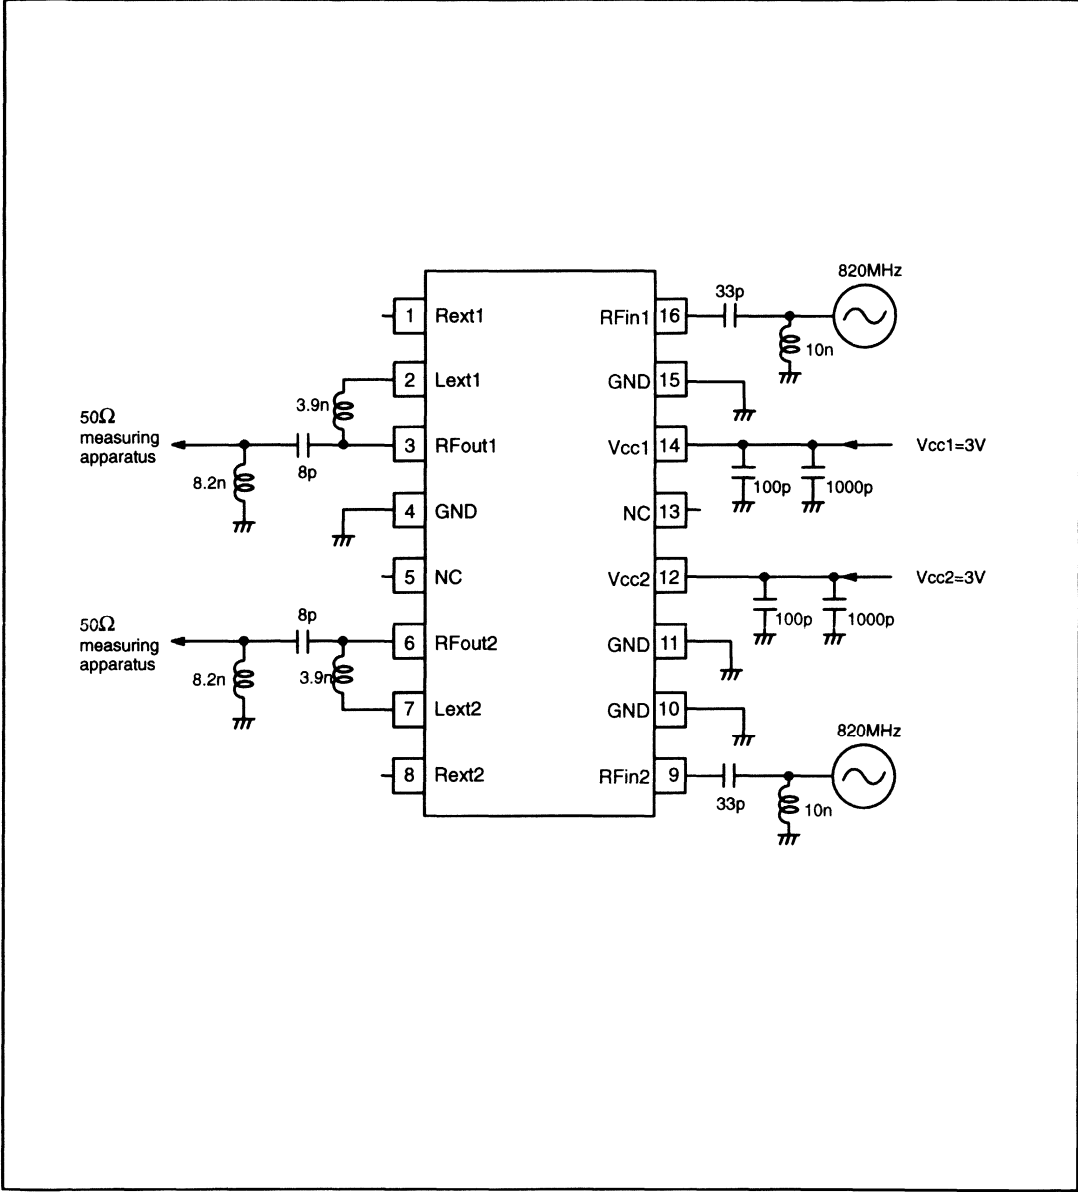 820MHz
33p
1 Rext1
RFin1 16
10n
2 Lext1
GND 15
3.9n
50Ω
measuring
apparatus
3 RFout1
Vcc1 14
Vcc1=3V
8p
8.2n
100p
1000p
4 GND
NC 13
5 NC
Vcc2 12
Vcc2=3V
8p
50Ω
measuring
apparatus
100p
1000p
6 RFout2
GND 11
8.2n
3.9n
7 Lext2
GND 10
820MHz
8 Rext2
RFin2 9
33p
10n